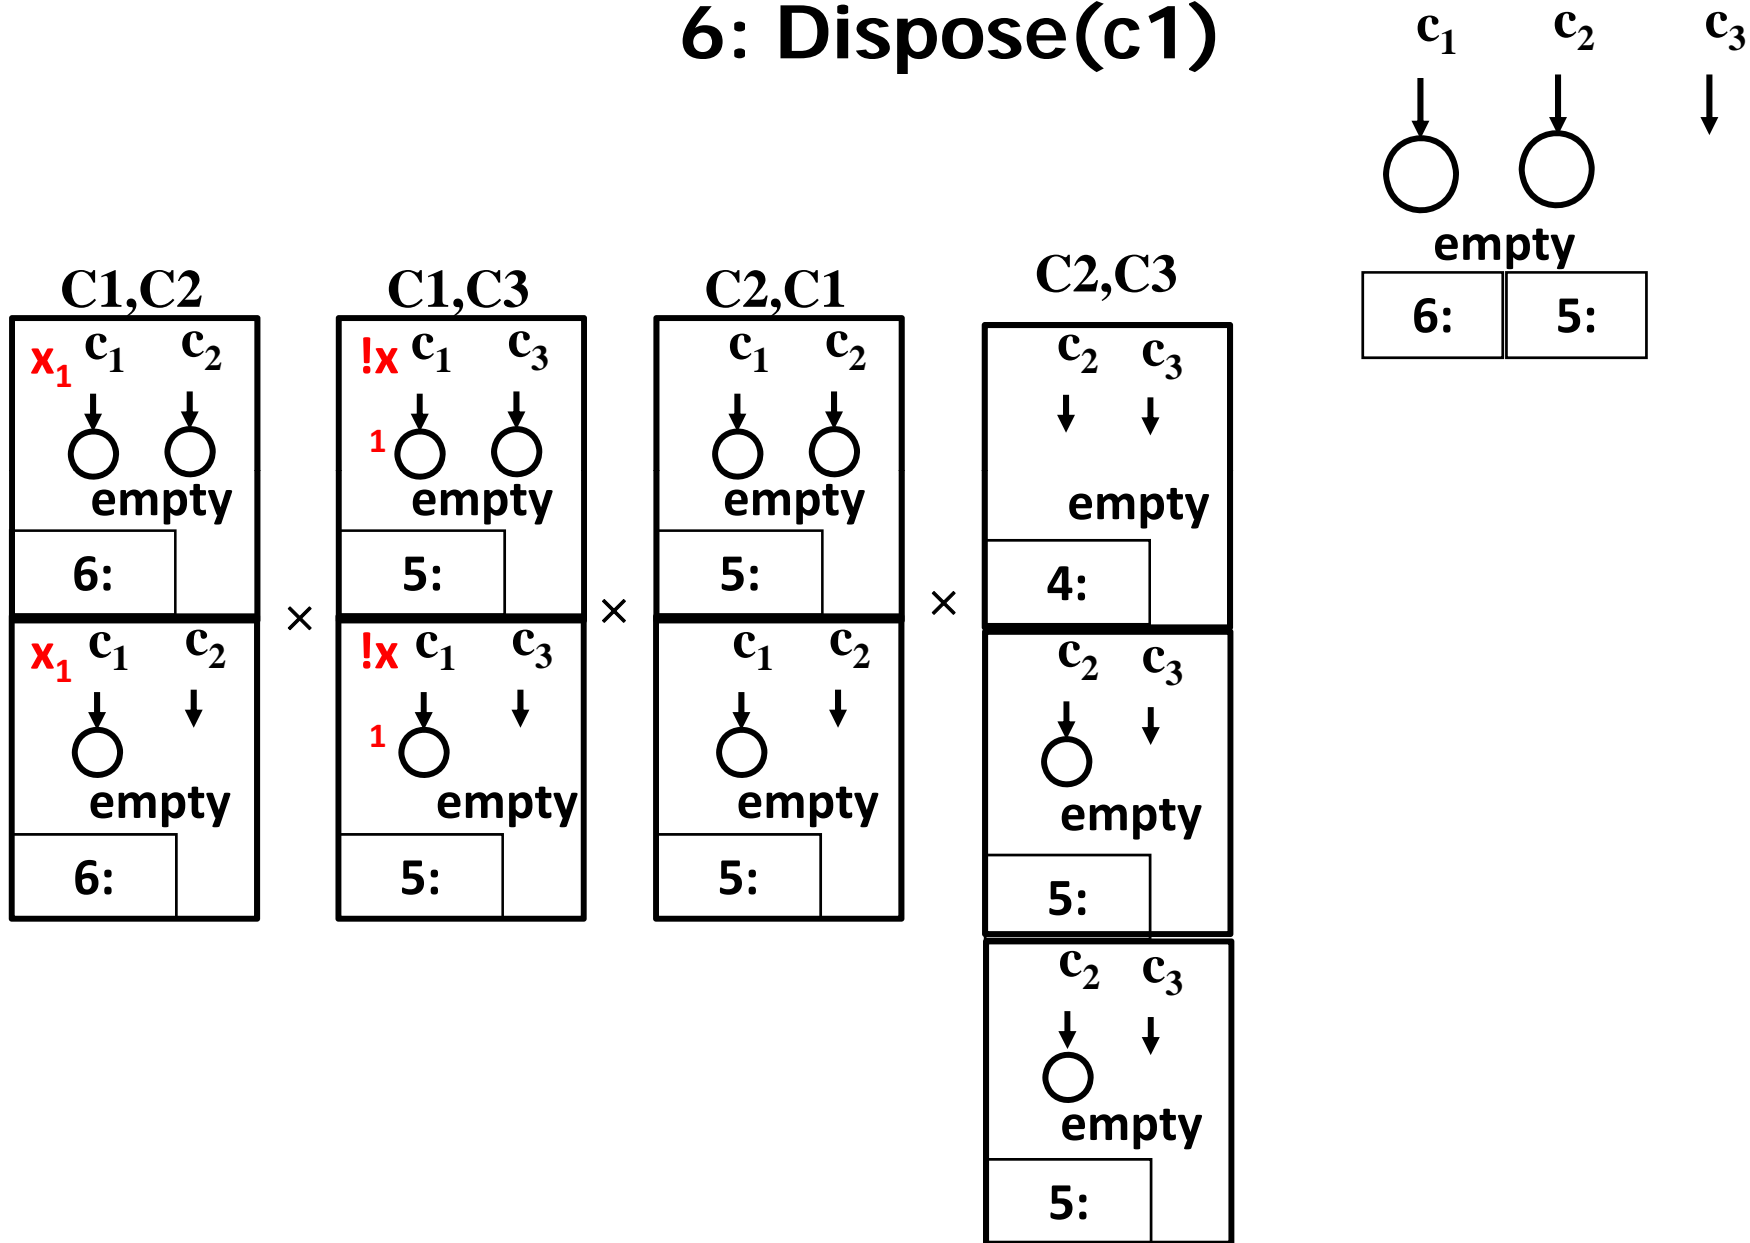 6: Dispose(c1)
c1 c2 c3
empty
6: 5:
C1,C2
x1 c1 c2
empty
6:
x1 c1 c2
empty
6:
×
C1,C3
!x c1 c3
1
empty
5:
!x c1 c3
1
empty
5:
×
C2,C1
c1 c2
empty
5:
c1 c2
empty
5:
×
C2,C3
c2 c3
empty
4:
c2 c3
empty
5:
c2 c3
empty
5: